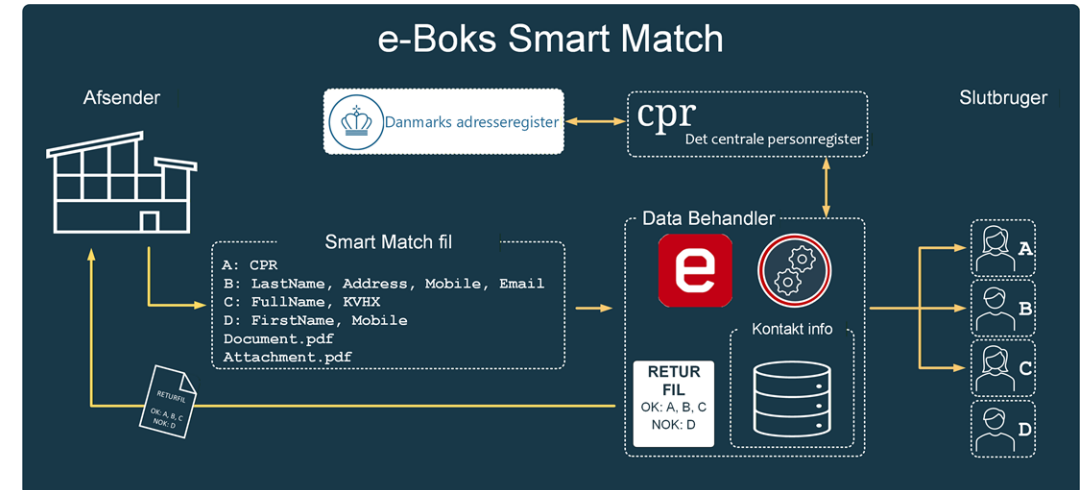 e-Boks Smart Match
Afsender
Danmarks adresseregister
cpr
Det centrale personregister
Slutbruger
Smart Match fil
A: CPR
B: LastName, Address, Mobile, Email
C: FullName, KVHX
D: FirstName, Mobile
Document.pdf
Attachment.pdf
Data Behandler
e
Kontakt info
RETUR
FIL
OK: A, B, C
NOK: D
RETURFIL
OK: A, B, C
NOK: D
A
B
C
D